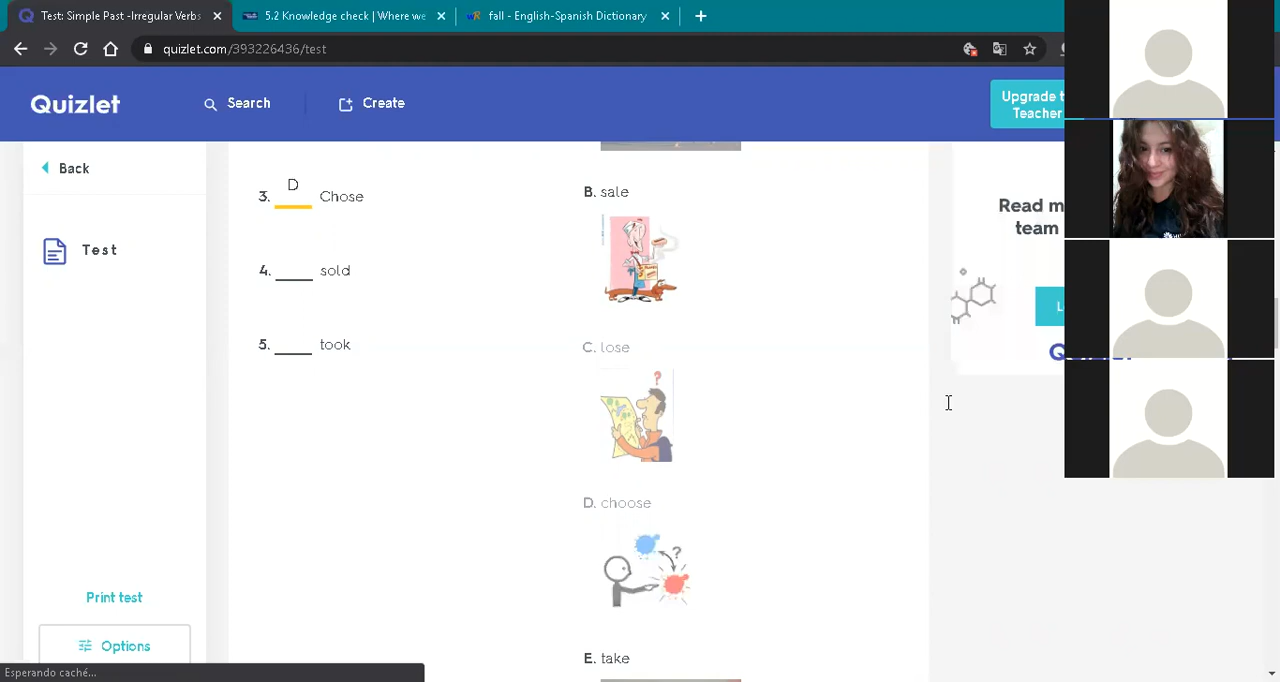 Test: Simple Past -Irregular Verbs
5.2 Knowledge check | Where we
fall - English-Spanish Dictionary
quizlet.com/393226436/test
Quizlet
Search
Create
Upgrade t
Teacher
Back
Test
Print test
Options
3. D Chose
4. ____ sold
5. ____ took
B. sale
C. lose
D. choose
E. take
Read m
team
L
Esperando caché...